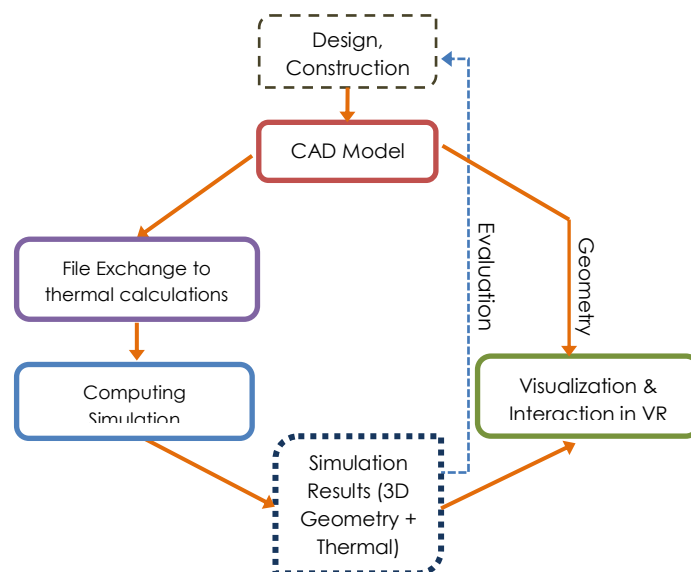 Design,
Construction
CAD Model
File Exchange to
thermal calculations
Computing
Simulation
Simulation
Results (3D
Geometry +
Thermal)
Evaluation
Geometry
Visualization &
Interaction in VR